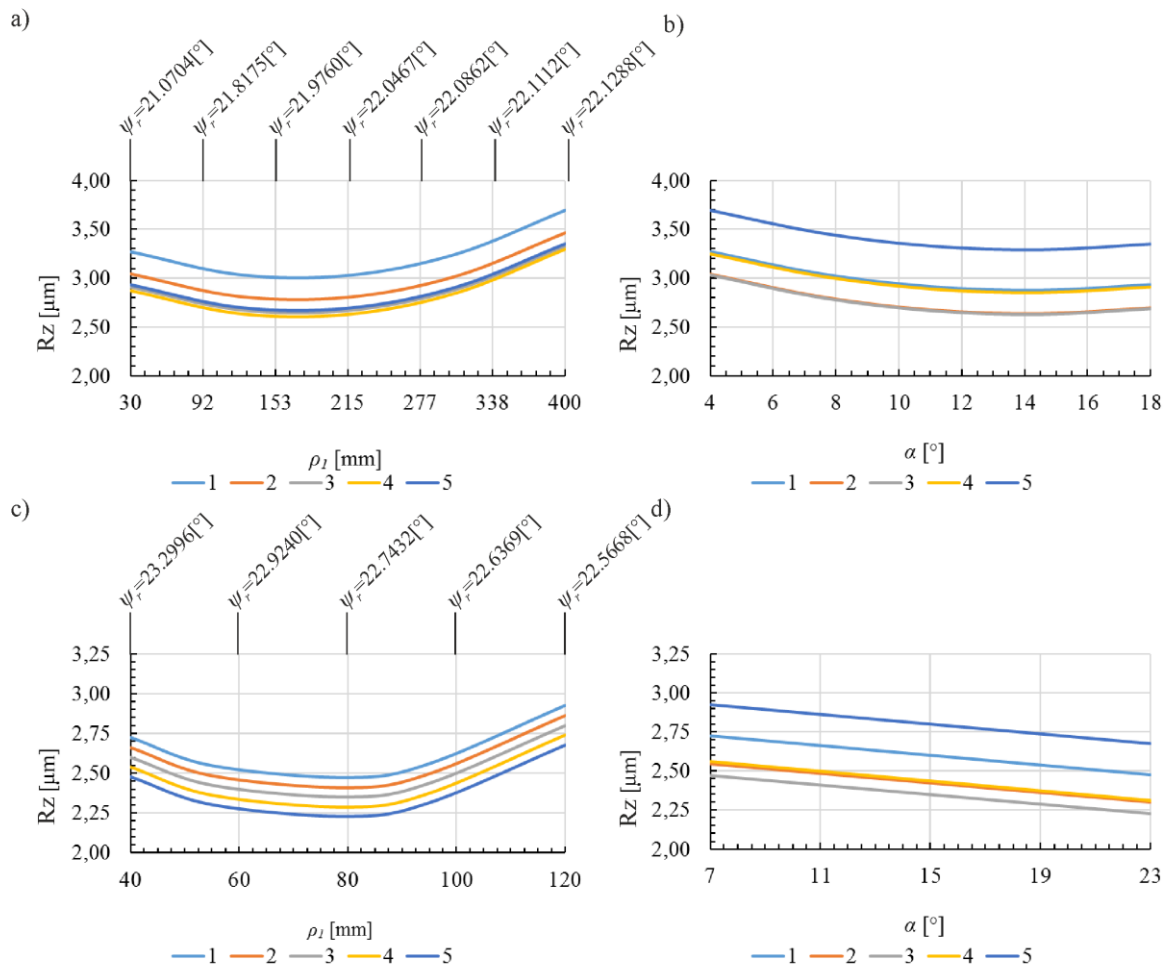 a)
b)
ψr=21.0704[°]
ψr=21.8175[°]
ψr=21.9760[°]
ψr=22.0467[°]
ψr=22.0862[°]
ψr=22.1112[°]
ψr=22.1288[°]
Rz [µm]
4,00
3,50
3,00
2,50
2,00
30 92 153 215 277 338 400
ρ1 [mm]
1 2 3 4 5
Rz [µm]
4,00
3,50
3,00
2,50
2,00
4 6 8 10 12 14 16 18
α [°]
1 2 3 4 5
c)
d)
ψr=23.2996[°]
ψr=22.9240[°]
ψr=22.7432[°]
ψr=22.6369[°]
ψr=22.5668[°]
Rz [µm]
3,25
3,00
2,75
2,50
2,25
2,00
40 60 80 100 120
ρ1 [mm]
1 2 3 4 5
Rz [µm]
3,25
3,00
2,75
2,50
2,25
2,00
7 11 15 19 23
α [°]
1 2 3 4 5